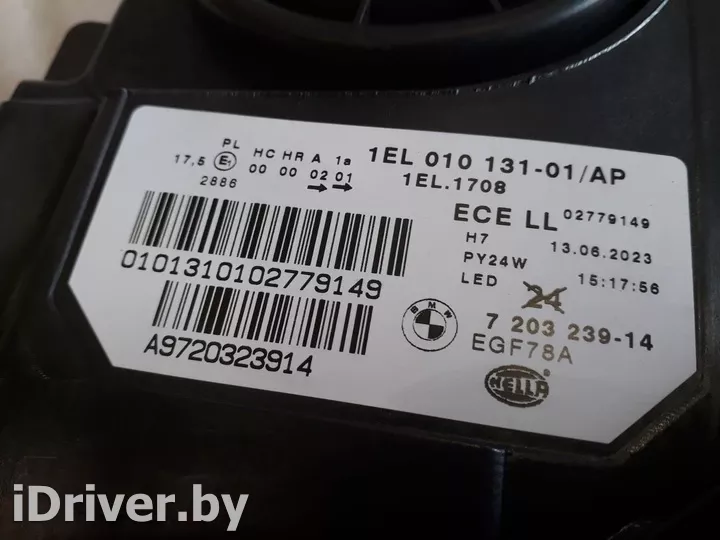 PL HC HR A 1a
17,5 E1 00 00 02 01
2886
1EL 010 131-01/AP
1EL.1708
ECE LL 02779149
H7 13.06.2023
PY24W
LED 24 15:17:56
0101310102779149
BMW 7 203 239-14
EGF78A
A9720323914
HELLA ®
iDriver.by